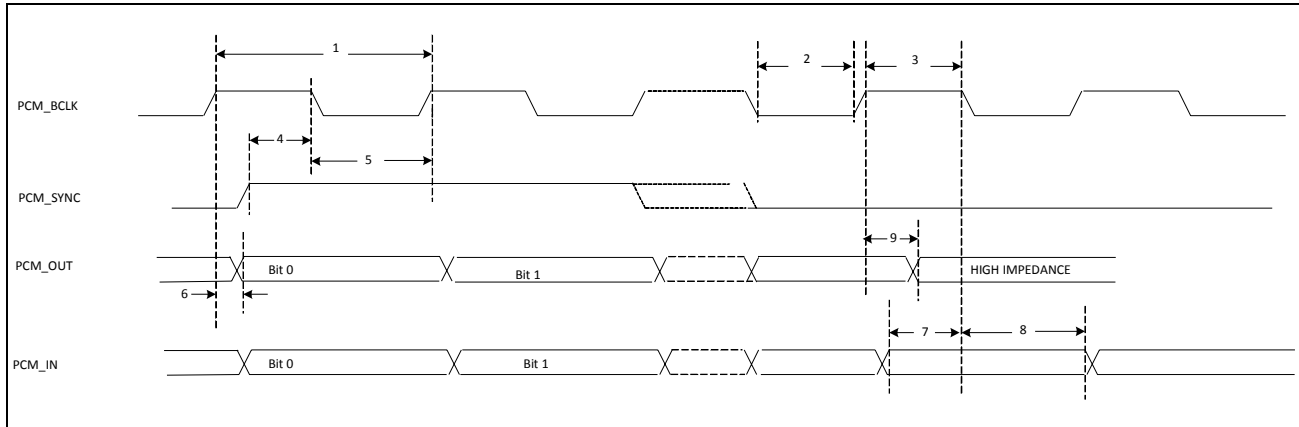 1
2
3
PCM_BCLK
4
5
PCM_SYNC
9
PCM_OUT
Bit 0
Bit 1
HIGH IMPEDANCE
6
7
8
PCM_IN
Bit 0
Bit 1